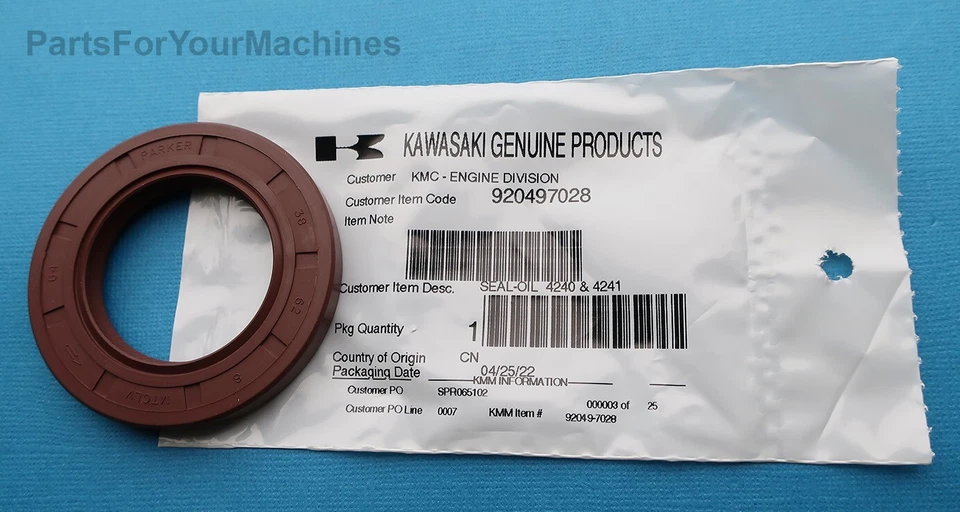 PartsForYourMachines
KAWASAKI GENUINE PRODUCTS
Customer KMC - ENGINE DIVISION
Customer Item Code 920497028
Item Note
Customer Item Desc. SEAL-OIL 4240 & 4241
Pkg Quantity 1
Country of Origin CN
Packaging Date 04/25/22
KMM INFORMATION
Customer PO SPR065102
000003 of 25
Customer PO Line 0007 KMM Item # 92049-7028
PARKER
38
62
8